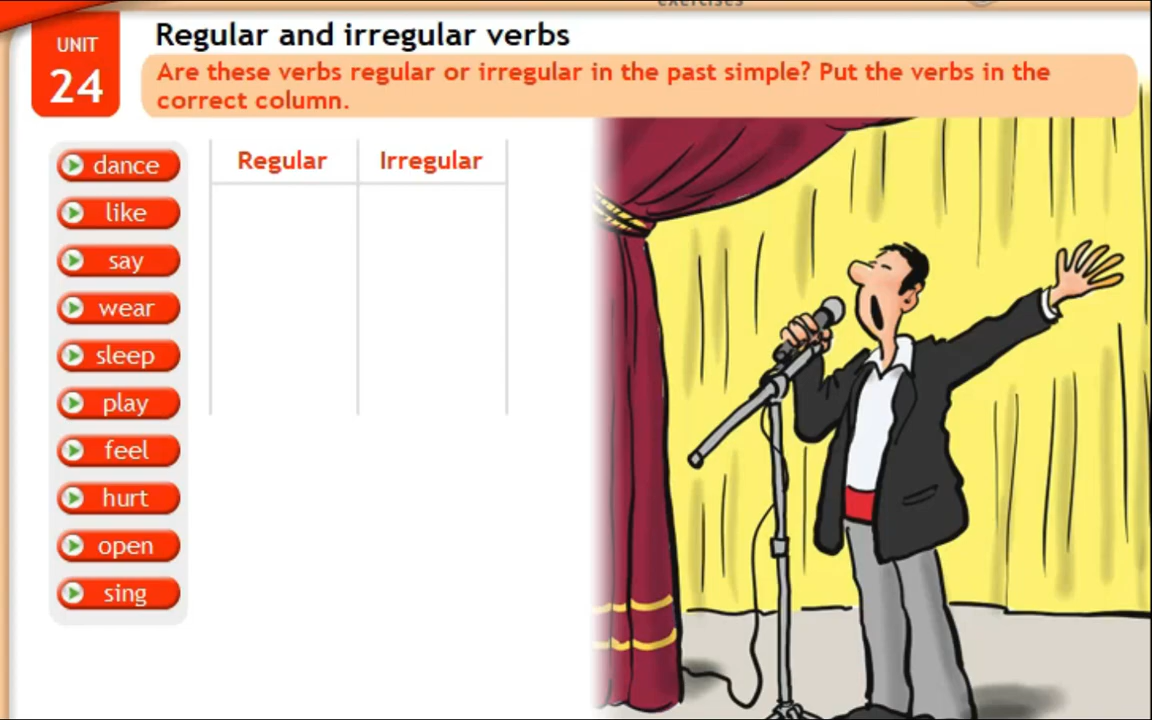 exercises
UNIT
24
Regular and irregular verbs
Are these verbs regular or irregular in the past simple? Put the verbs in the
correct column.
Regular Irregular
dance
like
say
wear
sleep
play
feel
hurt
open
sing